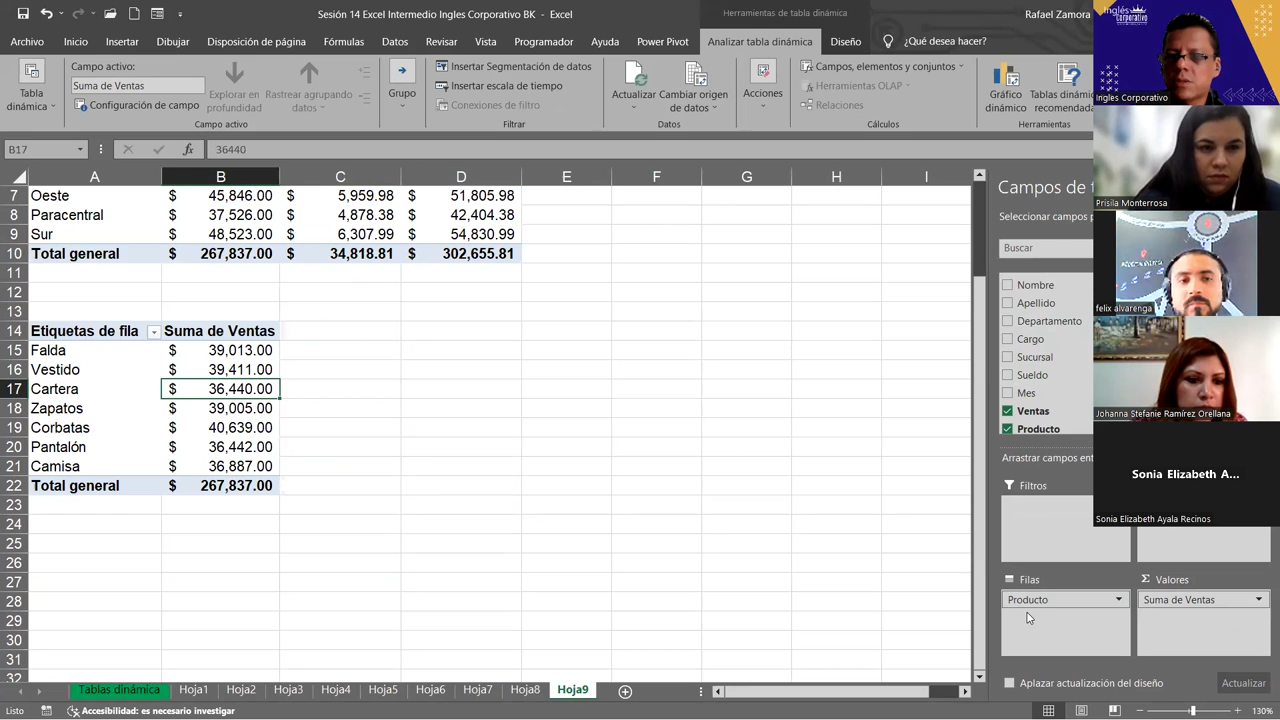 Sesión 14 Excel Intermedio Ingles Corporativo BK - Excel
Herramientas de tabla dinámica
Rafael Zamora
Archivo Inicio Insertar Dibujar Disposición de página Fórmulas Datos Revisar Vista Programador Ayuda Power Pivot Analizar tabla dinámica Diseño ¿Qué desea hacer?
Tabla dinámica
Campo activo:
Suma de Ventas
Configuración de campo
Explorar en profundidad
Rastrear agrupando datos
Campo activo
Grupo
Insertar Segmentación de datos
Insertar escala de tiempo
Conexiones de filtro
Filtrar
Actualizar
Cambiar origen de datos
Datos
Acciones
Campos, elementos y conjuntos
Herramientas OLAP
Relaciones
Cálculos
Gráfico dinámico
Tablas dinámicas
recomendadas
Herramientas
B17 fx 36440
A B C D E F G H I
7 Oeste $ 45,846.00 $ 5,959.98 $ 51,805.98
8 Paracentral $ 37,526.00 $ 4,878.38 $ 42,404.38
9 Sur $ 48,523.00 $ 6,307.99 $ 54,830.99
10 Total general $ 267,837.00 $ 34,818.81 $ 302,655.81
11
12
13
14 Etiquetas de fila Suma de Ventas
15 Falda $ 39,013.00
16 Vestido $ 39,411.00
17 Cartera $ 36,440.00
18 Zapatos $ 39,005.00
19 Corbatas $ 40,639.00
20 Pantalón $ 36,442.00
21 Camisa $ 36,887.00
22 Total general $ 267,837.00
23
24
25
26
27
28
29
30
31
32
Campos de t
Seleccionar campos p
Buscar
Nombre
Apellido
Departamento
Cargo
Sucursal
Sueldo
Mes
Ventas
Producto
Arrastrar campos ent
Filtros
Filas
Σ Valores
Producto
Suma de Ventas
Aplazar actualización del diseño
Actualizar
Tablas dinámica Hoja1 Hoja2 Hoja3 Hoja4 Hoja5 Hoja6 Hoja7 Hoja8 Hoja9
Listo Accesibilidad: es necesario investigar
130%
Inglés
Corporativo
Ingles Corporativo
Prisila Monterrosa
felix alvarenga
Johanna Stefanie Ramírez Orellana
Sonia Elizabeth A...
Sonia Elizabeth Ayala Recinos